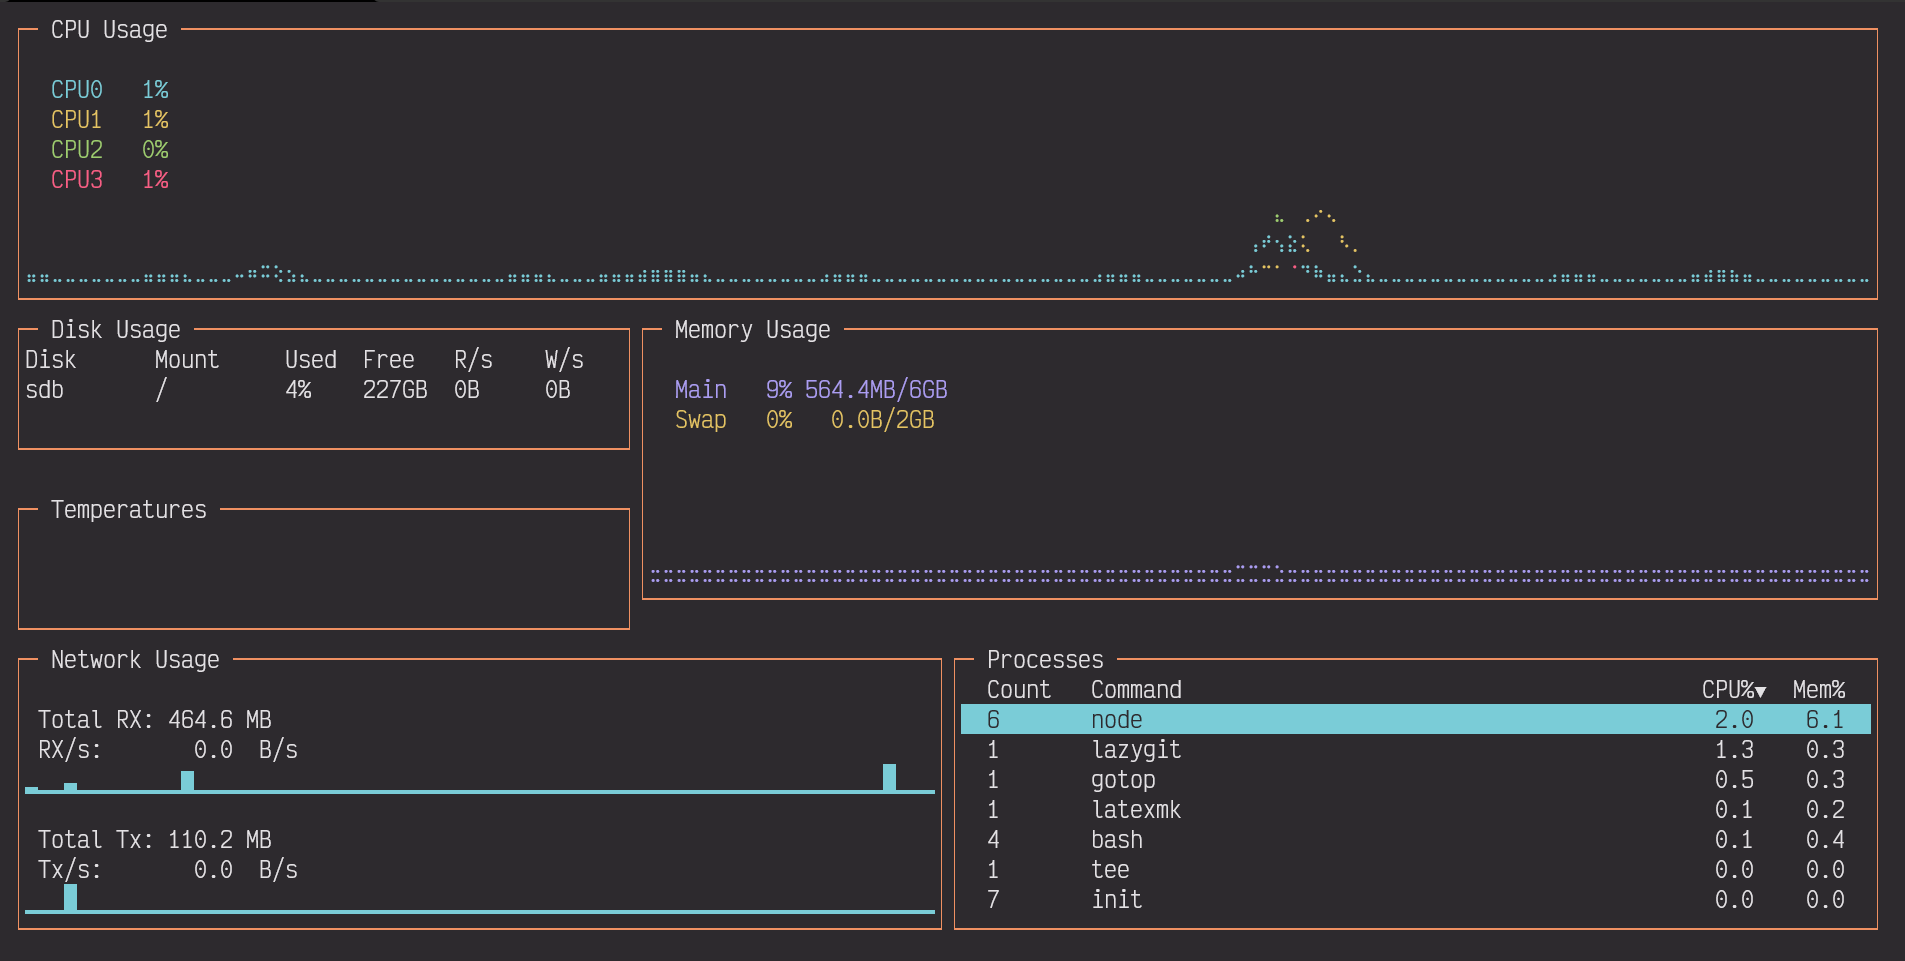 CPU Usage
CPU0 1%
CPU1 1%
CPU2 0%
CPU3 1%
Disk Usage
Disk Mount Used Free R/s W/s
sdb / 4% 227GB 0B 0B
Memory Usage
Main 9% 564.4MB/6GB
Swap 0% 0.0B/2GB
Temperatures
Network Usage
Total RX: 464.6 MB
RX/s: 0.0 B/s
Total Tx: 110.2 MB
Tx/s: 0.0 B/s
Processes
Count Command CPU%▼ Mem%
6 node 2.0 6.1
1 lazygit 1.3 0.3
1 gotop 0.5 0.3
1 latexmk 0.1 0.2
4 bash 0.1 0.4
1 tee 0.0 0.0
7 init 0.0 0.0